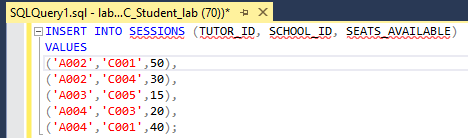 SQLQuery1.sql - lab...C_Student_lab (70))*
INSERT INTO SESSIONS (TUTOR_ID, SCHOOL_ID, SEATS_AVAILABLE)
VALUES
('A002','C001',50),
('A002','C004',30),
('A003','C005',15),
('A004','C003',20),
('A004','C001',40);